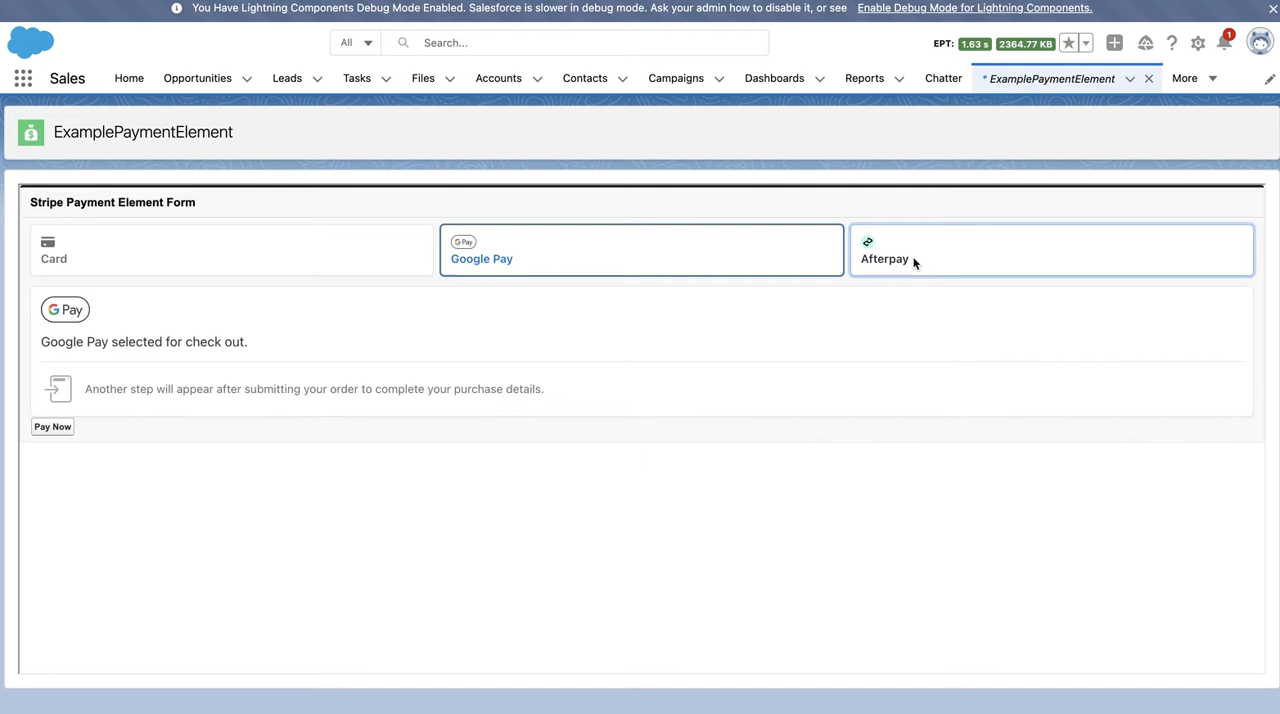 You Have Lightning Components Debug Mode Enabled. Salesforce is slower in debug mode. Ask your admin how to disable it, or see Enable Debug Mode for Lightning Components.
All Search... EPT: 1.63 s 2364.77 KB 1
Sales Home Opportunities Leads Tasks Files Accounts Contacts Campaigns Dashboards Reports Chatter * ExamplePaymentElement More
ExamplePaymentElement
Stripe Payment Element Form
G Pay
Card Google Pay Afterpay
G Pay
Google Pay selected for check out.
Another step will appear after submitting your order to complete your purchase details.
Pay Now